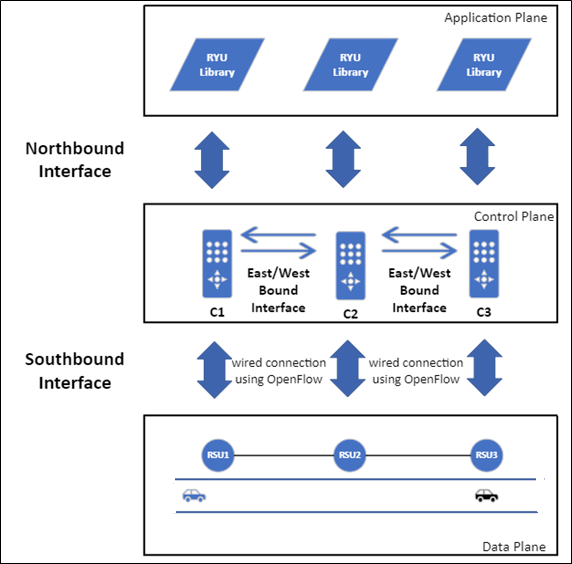 Application Plane
RYU
Library
RYU
Library
RYU
Library
Northbound
Interface
Control Plane
East/West
Bound
Interface
East/West
Bound
Interface
C1
C2
C3
Southbound
Interface
wired connection
using OpenFlow
wired connection
using OpenFlow
RSU1
RSU2
RSU3
Data Plane